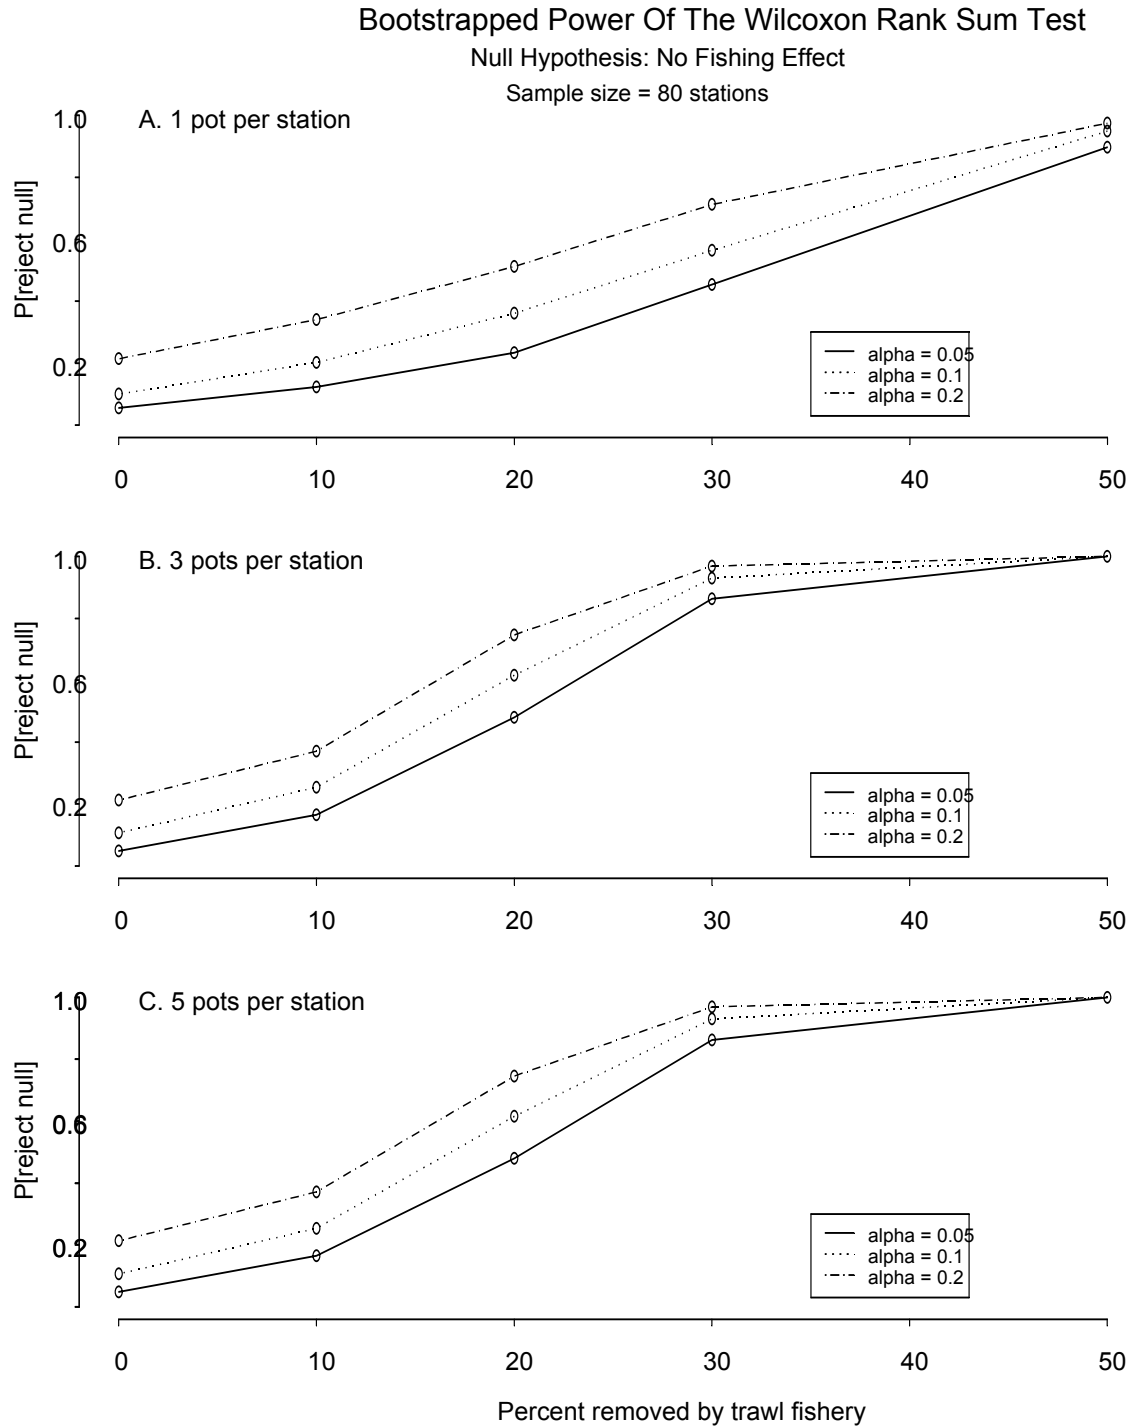 Bootstrapped Power Of The Wilcoxon Rank Sum Test
Null Hypothesis: No Fishing Effect
Sample size = 80 stations
A. 1 pot per station
P[reject null]
1.0
0.6
0.2
alpha = 0.05
alpha = 0.1
alpha = 0.2
0 10 20 30 40 50
B. 3 pots per station
P[reject null]
1.0
0.6
0.2
alpha = 0.05
alpha = 0.1
alpha = 0.2
0 10 20 30 40 50
C. 5 pots per station
P[reject null]
1.0
0.6
0.2
alpha = 0.05
alpha = 0.1
alpha = 0.2
0 10 20 30 40 50
Percent removed by trawl fishery